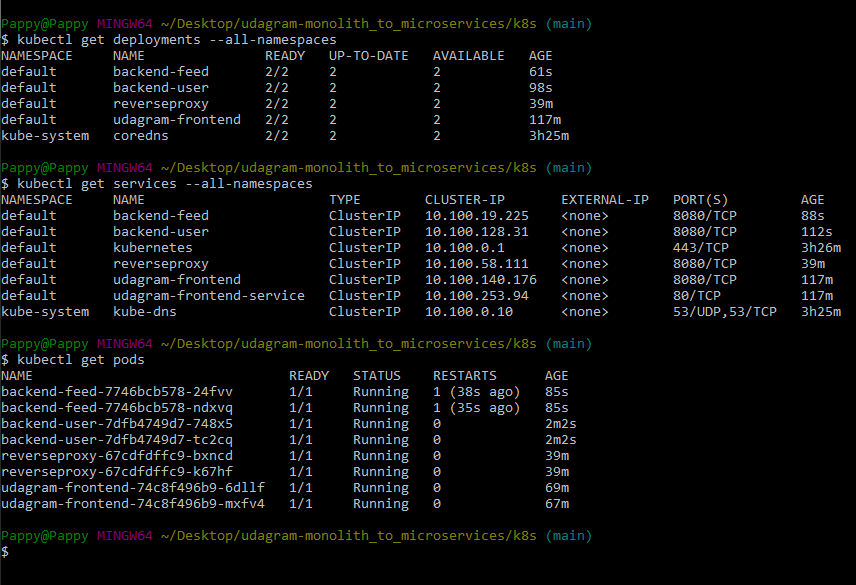 Pappy@Pappy MINGW64 ~/Desktop/udagram-monolith_to_microservices/k8s (main)
$ kubectl get deployments --all-namespaces
NAMESPACE     NAME               READY   UP-TO-DATE   AVAILABLE   AGE
default       backend-feed       2/2     2            2           61s
default       backend-user       2/2     2            2           98s
default       reverseproxy       2/2     2            2           39m
default       udagram-frontend   2/2     2            2           117m
kube-system   coredns            2/2     2            2           3h25m
Pappy@Pappy MINGW64 ~/Desktop/udagram-monolith_to_microservices/k8s (main)
$ kubectl get services --all-namespaces
NAMESPACE     NAME                       TYPE        CLUSTER-IP       EXTERNAL-IP   PORT(S)         AGE
default       backend-feed               ClusterIP   10.100.19.225    <none>        8080/TCP        88s
default       backend-user               ClusterIP   10.100.128.31    <none>        8080/TCP        112s
default       kubernetes                 ClusterIP   10.100.0.1       <none>        443/TCP         3h26m
default       reverseproxy               ClusterIP   10.100.58.111    <none>        8080/TCP        39m
default       udagram-frontend           ClusterIP   10.100.140.176   <none>        8080/TCP        117m
default       udagram-frontend-service   ClusterIP   10.100.253.94    <none>        80/TCP          117m
kube-system   kube-dns                   ClusterIP   10.100.0.10      <none>        53/UDP,53/TCP   3h25m
Pappy@Pappy MINGW64 ~/Desktop/udagram-monolith_to_microservices/k8s (main)
$ kubectl get pods
NAME                                READY   STATUS    RESTARTS      AGE
backend-feed-7746bcb578-24fvv       1/1     Running   1 (38s ago)   85s
backend-feed-7746bcb578-ndxvq       1/1     Running   1 (35s ago)   85s
backend-user-7dfb4749d7-748x5       1/1     Running   0             2m2s
backend-user-7dfb4749d7-tc2cq       1/1     Running   0             2m2s
reverseproxy-67cdfdffc9-bxncd       1/1     Running   0             39m
reverseproxy-67cdfdffc9-k67hf       1/1     Running   0             39m
udagram-frontend-74c8f496b9-6dllf   1/1     Running   0             69m
udagram-frontend-74c8f496b9-mxfv4   1/1     Running   0             67m
Pappy@Pappy MINGW64 ~/Desktop/udagram-monolith_to_microservices/k8s (main)
$